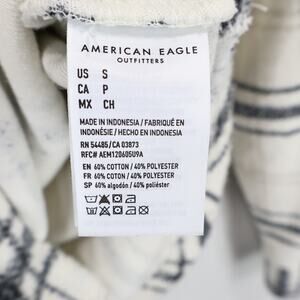 AMERICAN EAGLE
OUTFITTERS
US S
CA P
MX CH
MADE IN INDONESIA / FABRIQUÉ EN
INDONÉSIE / HECHO EN INDONESIA
RN 54485/CA 03873
RFC# AEM120605U9A
EN 60% COTTON / 40% POLYESTER
FR 60% COTON / 40% POLYESTER
SP 60% algodón / 40% poliéster